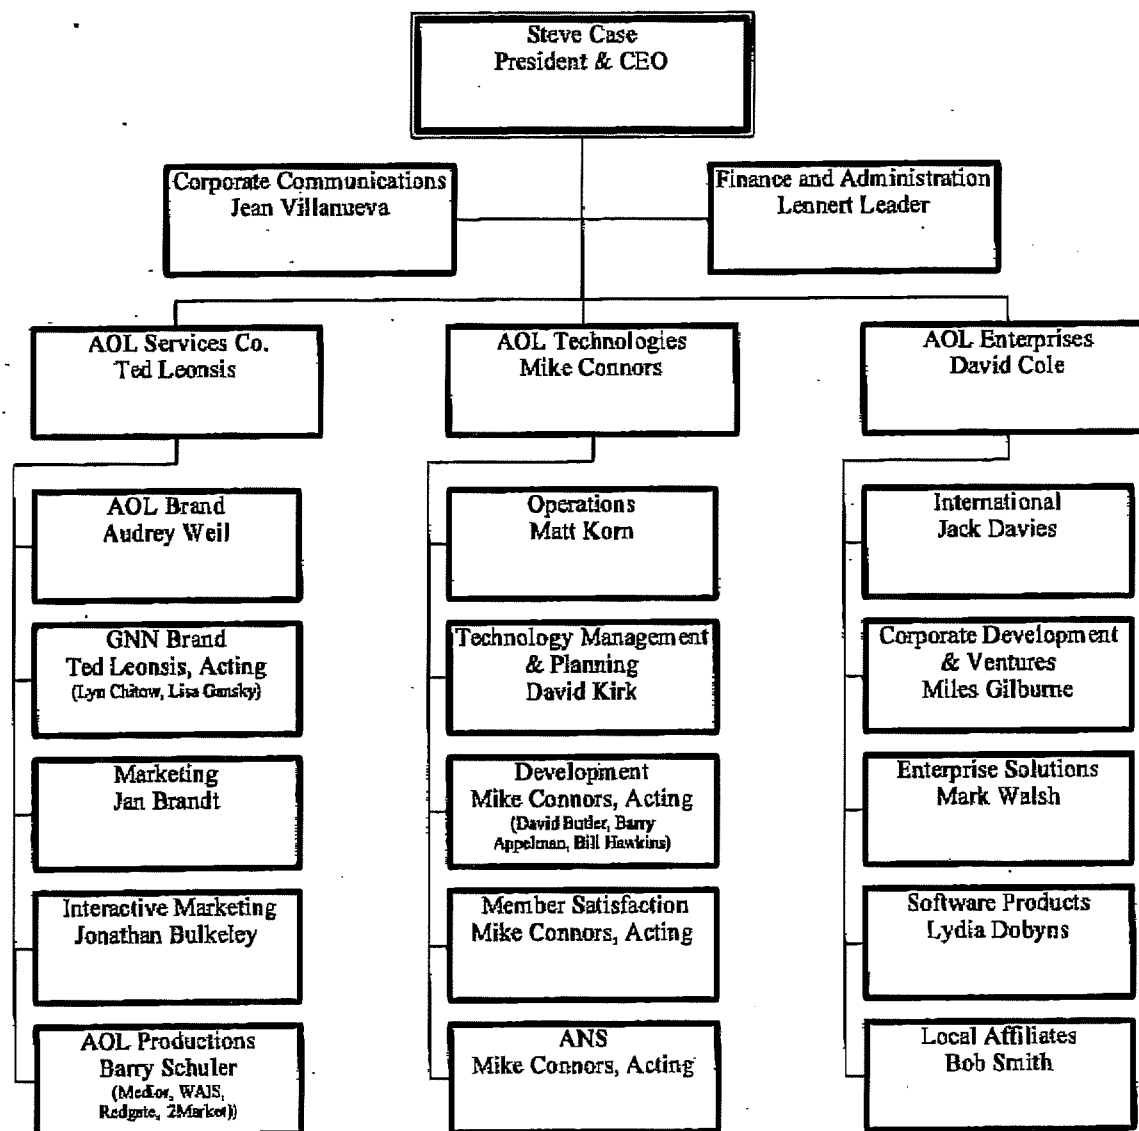 Steve Case
President & CEO
Corporate Communications
Jean Villanueva
Finance and Administration
Lennert Leader
AOL Services Co.
Ted Leonsis
AOL Technologies
Mike Connors
AOL Enterprises
David Cole
AOL Brand
Audrey Weil
GNN Brand
Ted Leonsis, Acting
(Lyn Chitow, Lisa Gansky)
Marketing
Jan Brandt
Interactive Marketing
Jonathan Bulkeley
AOL Productions
Barry Schuler
(Medior, WAIS,
Redgate, 2Market))
Operations
Matt Korn
Technology Management
& Planning
David Kirk
Development
Mike Connors, Acting
(David Butler, Barry
Appelman, Bill Hawkins)
Member Satisfaction
Mike Connors, Acting
ANS
Mike Connors, Acting
International
Jack Davies
Corporate Development
& Ventures
Miles Gilburne
Enterprise Solutions
Mark Walsh
Software Products
Lydia Dobyns
Local Affiliates
Bob Smith